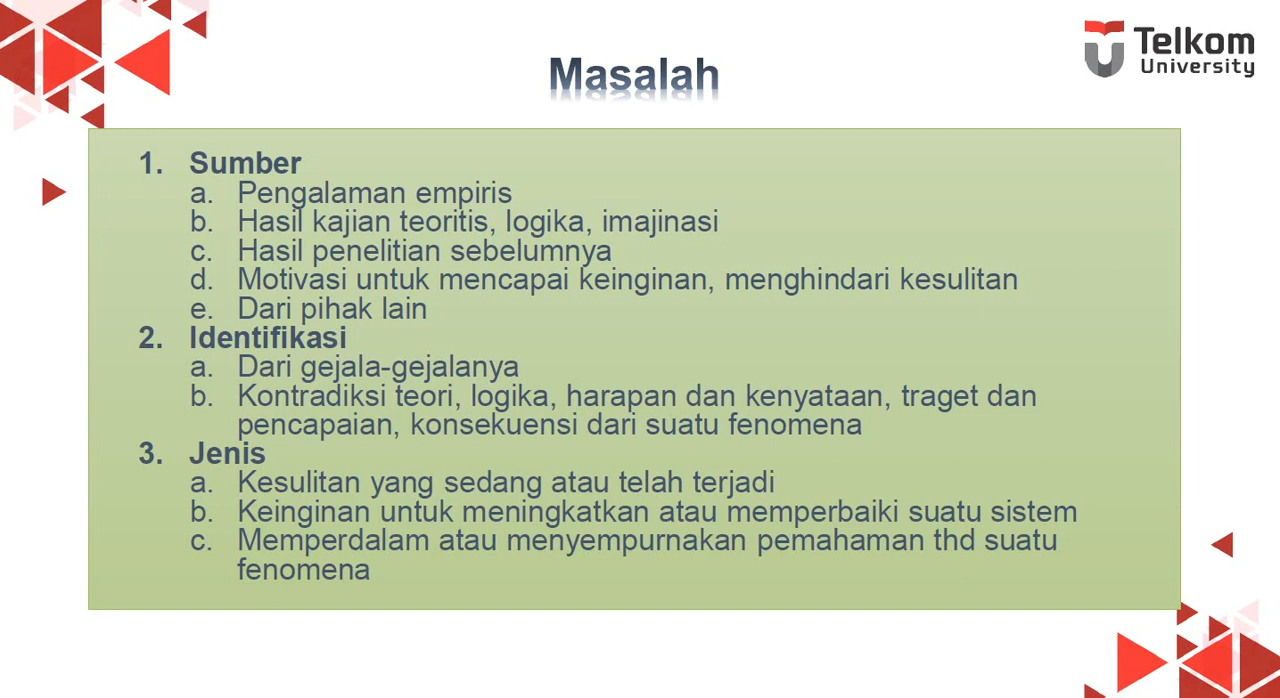 Telkom
University
Masalah
1. Sumber
a. Pengalaman empiris
b. Hasil kajian teoritis, logika, imajinasi
c. Hasil penelitian sebelumnya
d. Motivasi untuk mencapai keinginan, menghindari kesulitan
e. Dari pihak lain
2. Identifikasi
a. Dari gejala-gejalanya
b. Kontradiksi teori, logika, harapan dan kenyataan, traget dan
pencapaian, konsekuensi dari suatu fenomena
3. Jenis
a. Kesulitan yang sedang atau telah terjadi
b. Keinginan untuk meningkatkan atau memperbaiki suatu sistem
c. Memperdalam atau menyempurnakan pemahaman thd suatu
fenomena